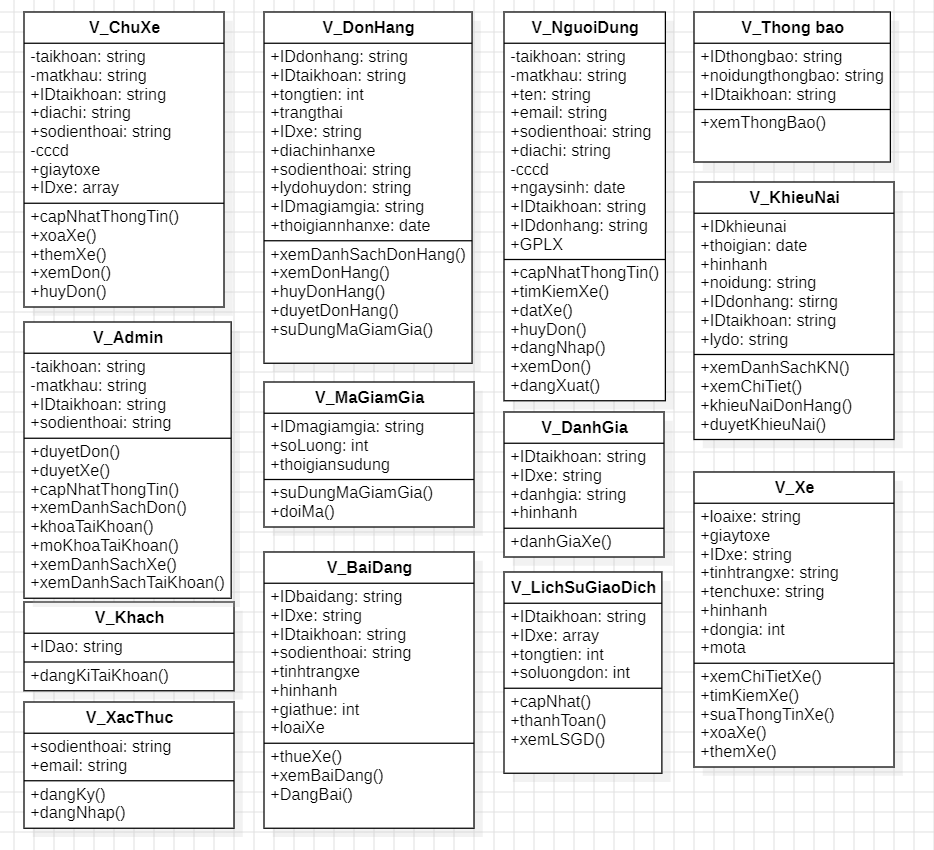 V_ChuXe
-taikhoan: string
-matkhau: string
+IDtaikhoan: string
+diachi: string
+sodienthoai: string
-cccd
+giaytoxe
+IDxe: array
+capNhatThongTin()
+xoaXe()
+themXe()
+xemDon()
+huyDon()
V_Admin
-taikhoan: string
-matkhau: string
+IDtaikhoan: string
+sodienthoai: string
+duyetDon()
+duyetXe()
+capNhatThongTin()
+xemDanhSachDon()
+khoaTaiKhoan()
+moKhoaTaiKhoan()
+xemDanhSachXe()
+xemDanhSachTaiKhoan()
V_Khach
+IDao: string
+dangKiTaiKhoan()
V_XacThuc
+sodienthoai: string
+email: string
+dangKy()
+dangNhap()
V_DonHang
+IDdonhang: string
+IDtaikhoan: string
+tongtien: int
+trangthai
+IDxe: string
+diachinhanxe
+sodienthoai: string
+lydohuydon: string
+IDmagiamgia: string
+thoigiannhanxe: date
+xemDanhSachDonHang()
+xemDonHang()
+huyDonHang()
+duyetDonHang()
+suDungMaGiamGia()
V_MaGiamGia
+IDmagiamgia: string
+soLuong: int
+thoigiansudung
+suDungMaGiamGia()
+doiMa()
V_BaiDang
+IDbaidang: string
+IDxe: string
+IDtaikhoan: string
+sodienthoai: string
+tinhtrangxe
+hinhanh
+giathue: int
+loaiXe
+thueXe()
+xemBaiDang()
+DangBai()
V_NguoiDung
-taikhoan: string
-matkhau: string
+ten: string
+email: string
+sodienthoai: string
+diachi: string
-cccd
+ngaysinh: date
+IDtaikhoan: string
+IDdonhang: string
+GPLX
+capNhatThongTin()
+timKiemXe()
+datXe()
+huyDon()
+dangNhap()
+xemDon()
+dangXuat()
V_DanhGia
+IDtaikhoan: string
+IDxe: string
+danhgia: string
+hinhanh
+danhGiaXe()
V_LichSuGiaoDich
+IDtaikhoan: string
+IDxe: array
+tongtien: int
+soluongdon: int
+capNhat()
+thanhToan()
+xemLSGD()
V_Thong bao
+IDthongbao: string
+noidungthongbao: string
+IDtaikhoan: string
+xemThongBao()
V_KhieuNai
+IDkhieunai
+thoigian: date
+hinhanh
+noidung: string
+IDdonhang: stirng
+IDtaikhoan: string
+lydo: string
+xemDanhSachKN()
+xemChiTiet()
+khieuNaiDonHang()
+duyetKhieuNai()
V_Xe
+loaixe: string
+giaytoxe
+IDxe: string
+tinhtrangxe: string
+tenchuxe: string
+hinhanh
+dongia: int
+mota
+xemChiTietXe()
+timKiemXe()
+suaThongTinXe()
+xoaXe()
+themXe()